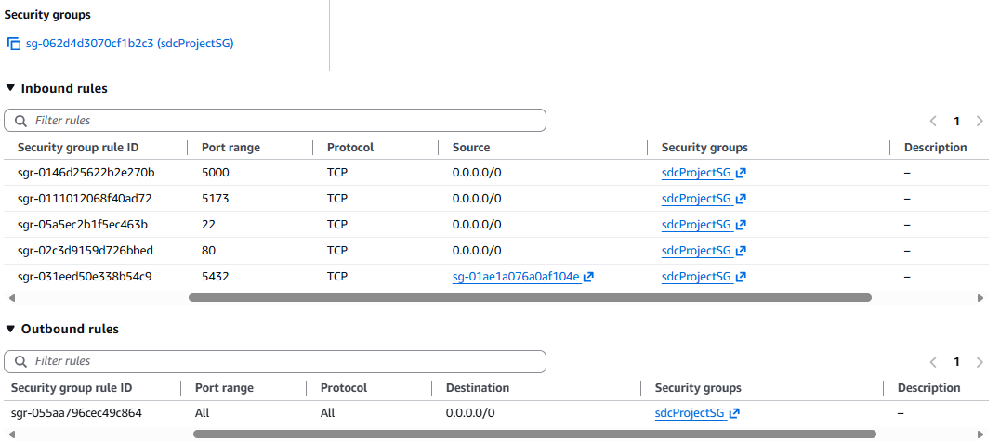 Security groups
sg-062d4d3070cf1b2c3 (sdcProjectSG)
Inbound rules
Filter rules
1
Security group rule ID Port range Protocol Source Security groups Description
sgr-0146d25622b2e270b 5000 TCP 0.0.0.0/0 sdcProjectSG –
sgr-0111012068f40ad72 5173 TCP 0.0.0.0/0 sdcProjectSG –
sgr-05a5ec2b1f5ec463b 22 TCP 0.0.0.0/0 sdcProjectSG –
sgr-02c3d9159d726bbed 80 TCP 0.0.0.0/0 sdcProjectSG –
sgr-031eed50e338b54c9 5432 TCP sg-01ae1a076a0af104e sdcProjectSG –
Outbound rules
Filter rules
1
Security group rule ID Port range Protocol Destination Security groups Description
sgr-055aa796cec49c864 All All 0.0.0.0/0 sdcProjectSG –